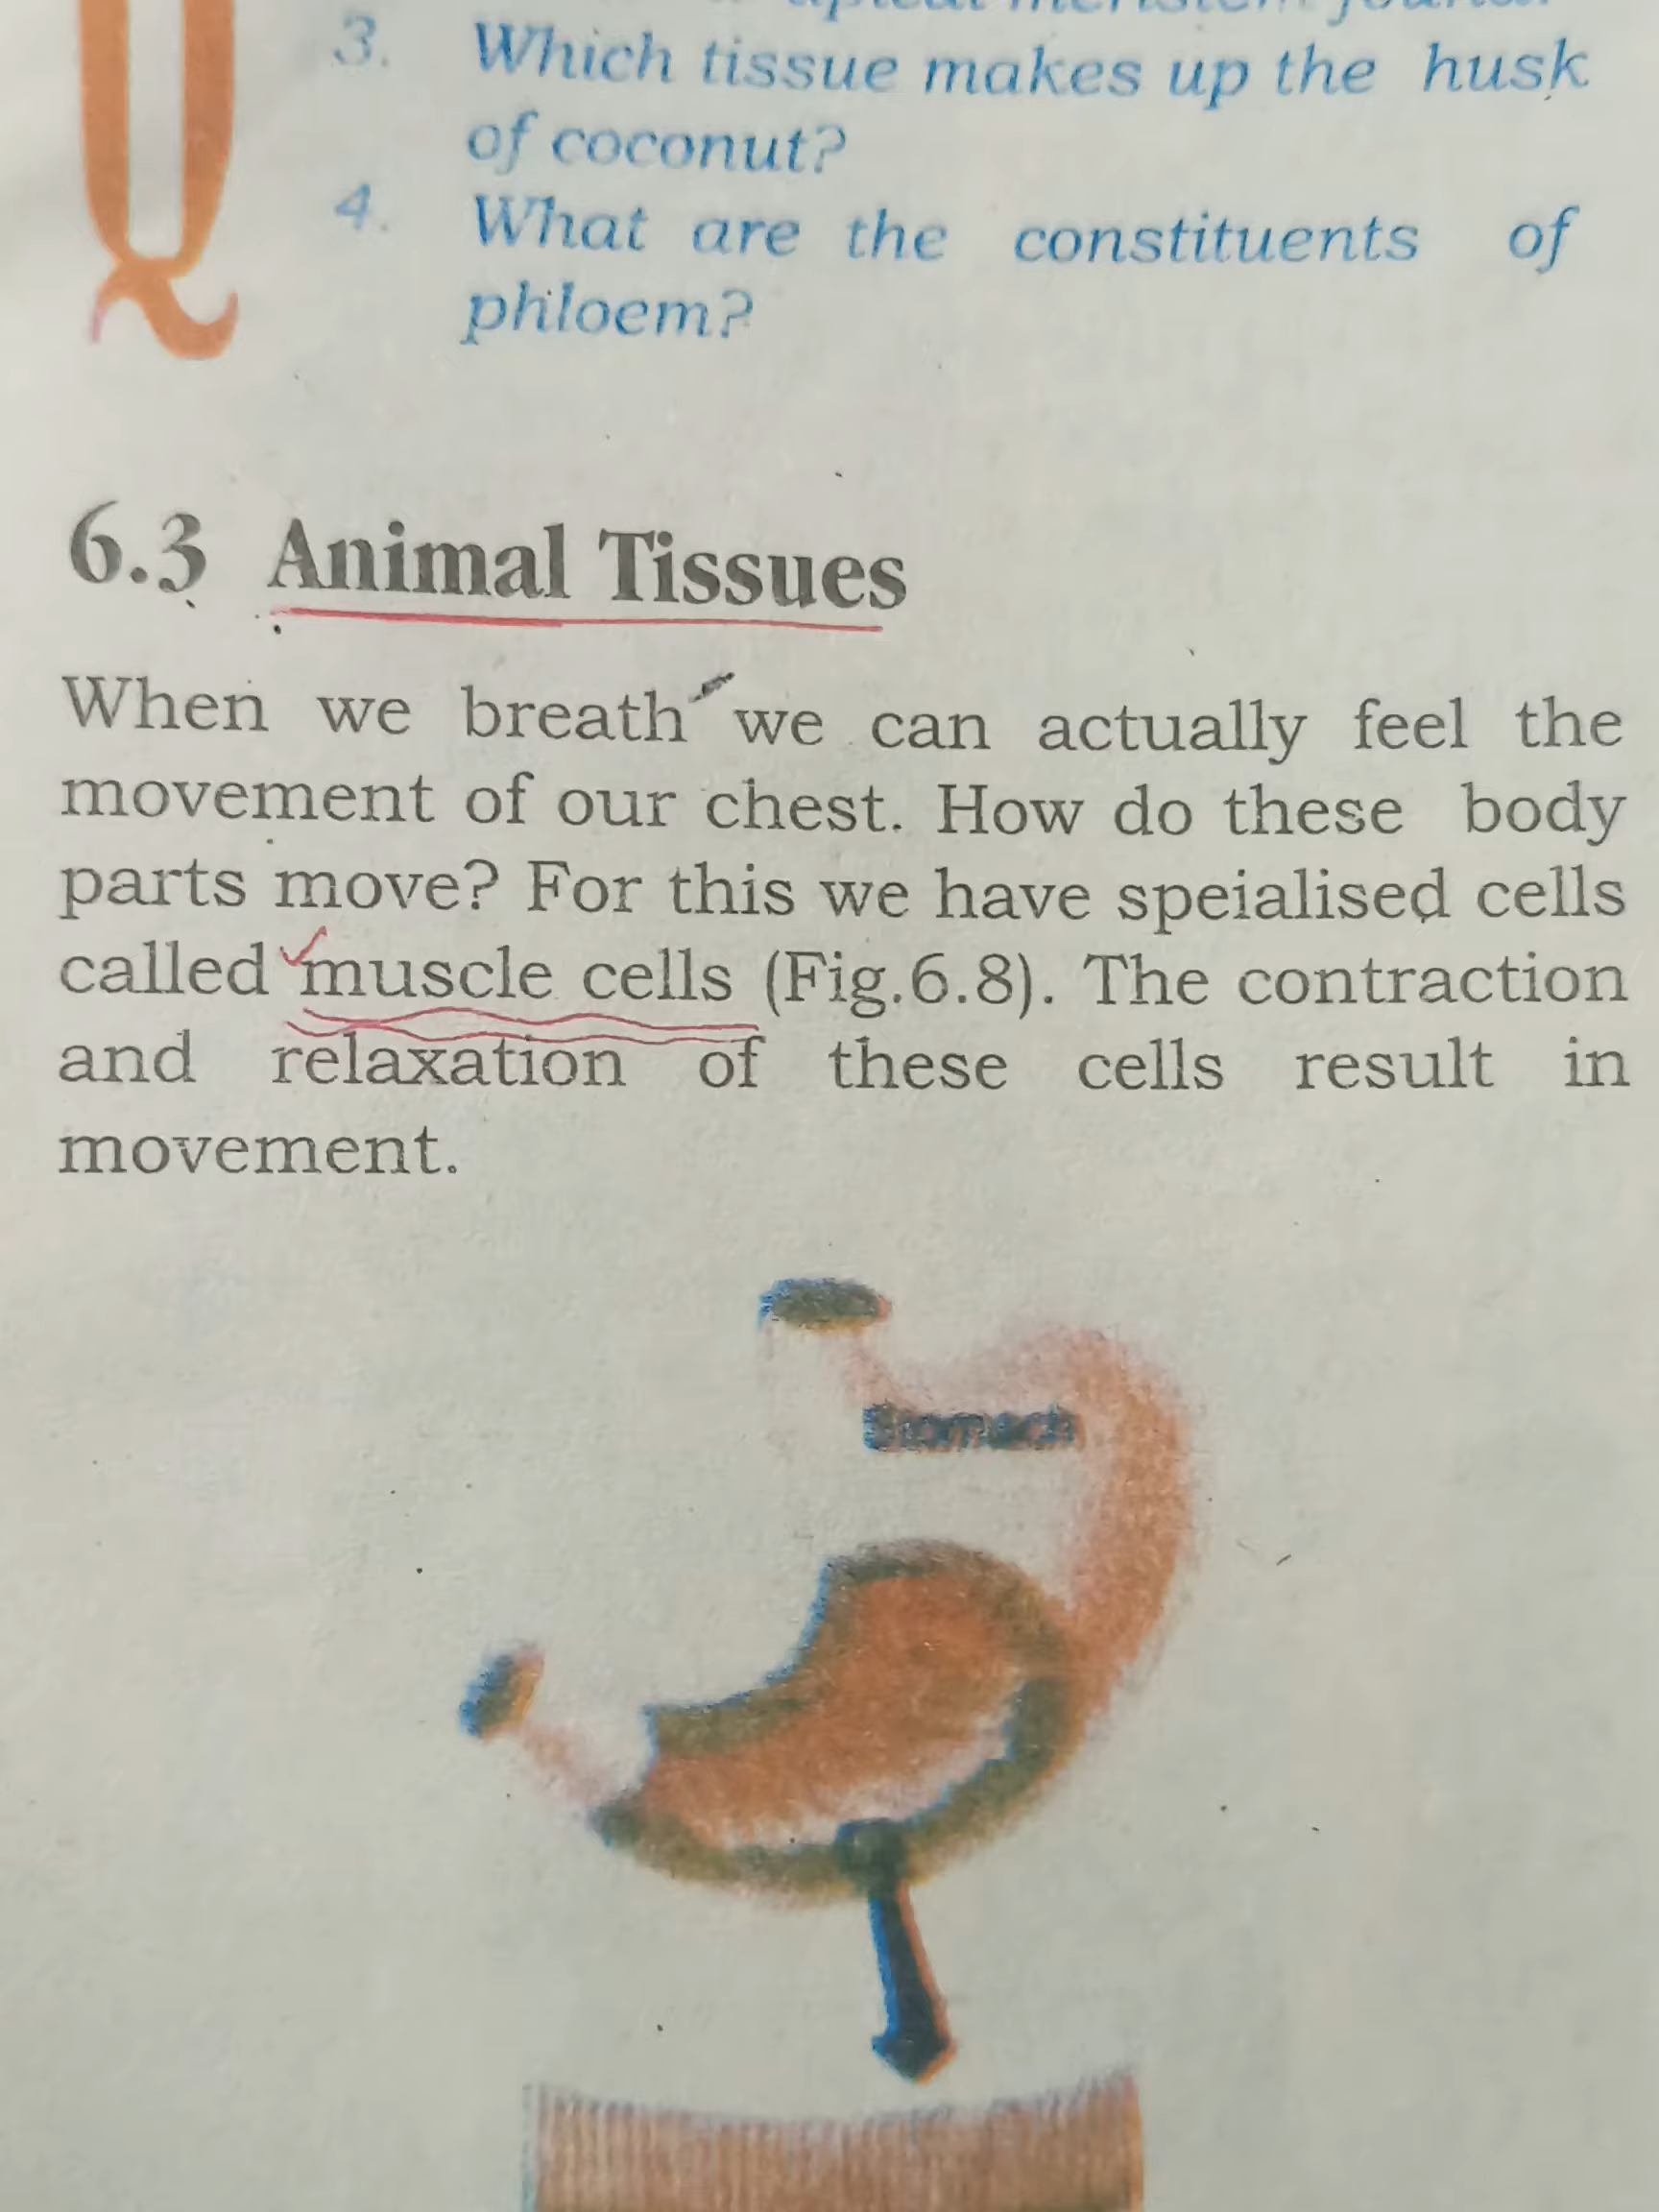 Q
apical meristem found?
3. Which tissue makes up the husk
of coconut?
4. What are the constituents of
phloem?
6.3 Animal Tissues
When we breath we can actually feel the
movement of our chest. How do these body
parts move? For this we have speialised cells
called muscle cells (Fig.6.8). The contraction
and relaxation of these cells result in
movement.
Stomach